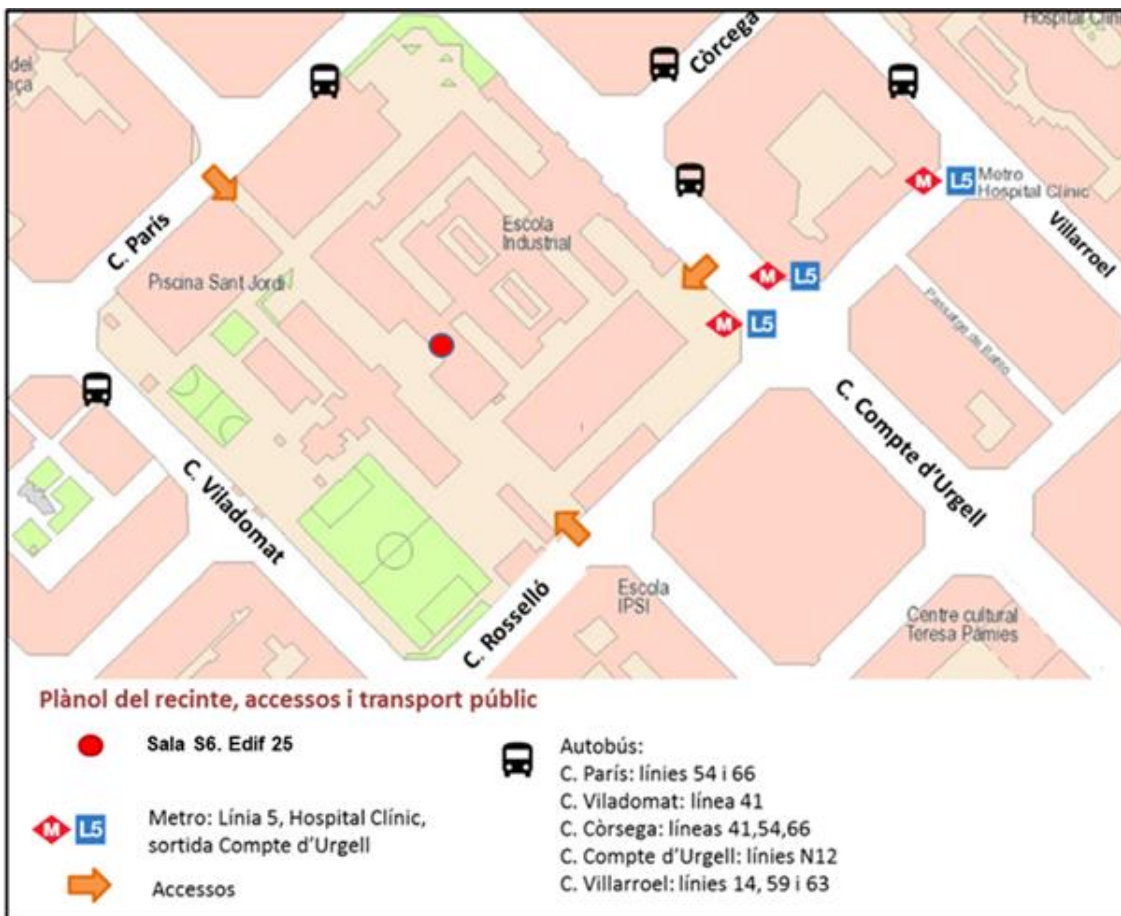 Hospital Clínic
Còrcega
del
nça
M L5 Metro
Hospital Clínic
Villarroel
C. París
Escola
Industrial
Piscina Sant Jordi
M L5
M L5
Passatge de Batlló
C. Compte d'Urgell
C. Viladomat
C. Rosselló
Escola
IPSI
Centre cultural
Teresa Pàmies
Plànol del recinte, accessos i transport públic
Sala S6. Edif 25
M L5 Metro: Línia 5, Hospital Clínic,
sortida Compte d'Urgell
Accessos
Autobús:
C. París: línies 54 i 66
C. Viladomat: línea 41
C. Còrsega: líneas 41,54,66
C. Compte d'Urgell: línies N12
C. Villarroel: línies 14, 59 i 63